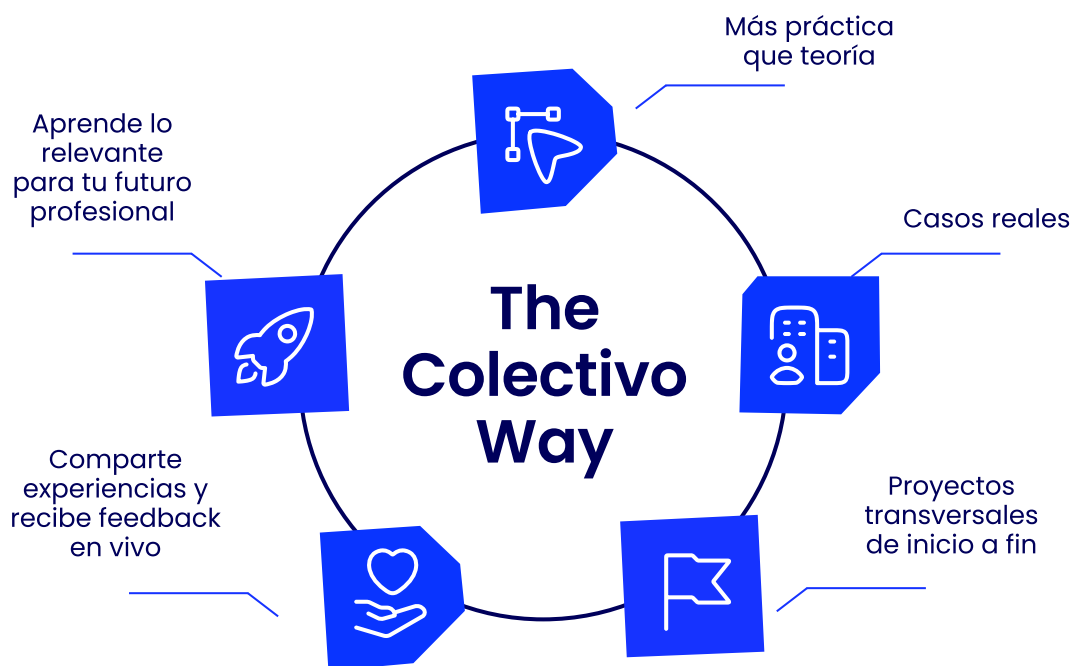 Más práctica
que teoría
Aprende lo
relevante
para tu futuro
profesional
Casos reales
The
Colectivo
Way
Comparte
experiencias y
recibe feedback
en vivo
Proyectos
transversales
de inicio a fin